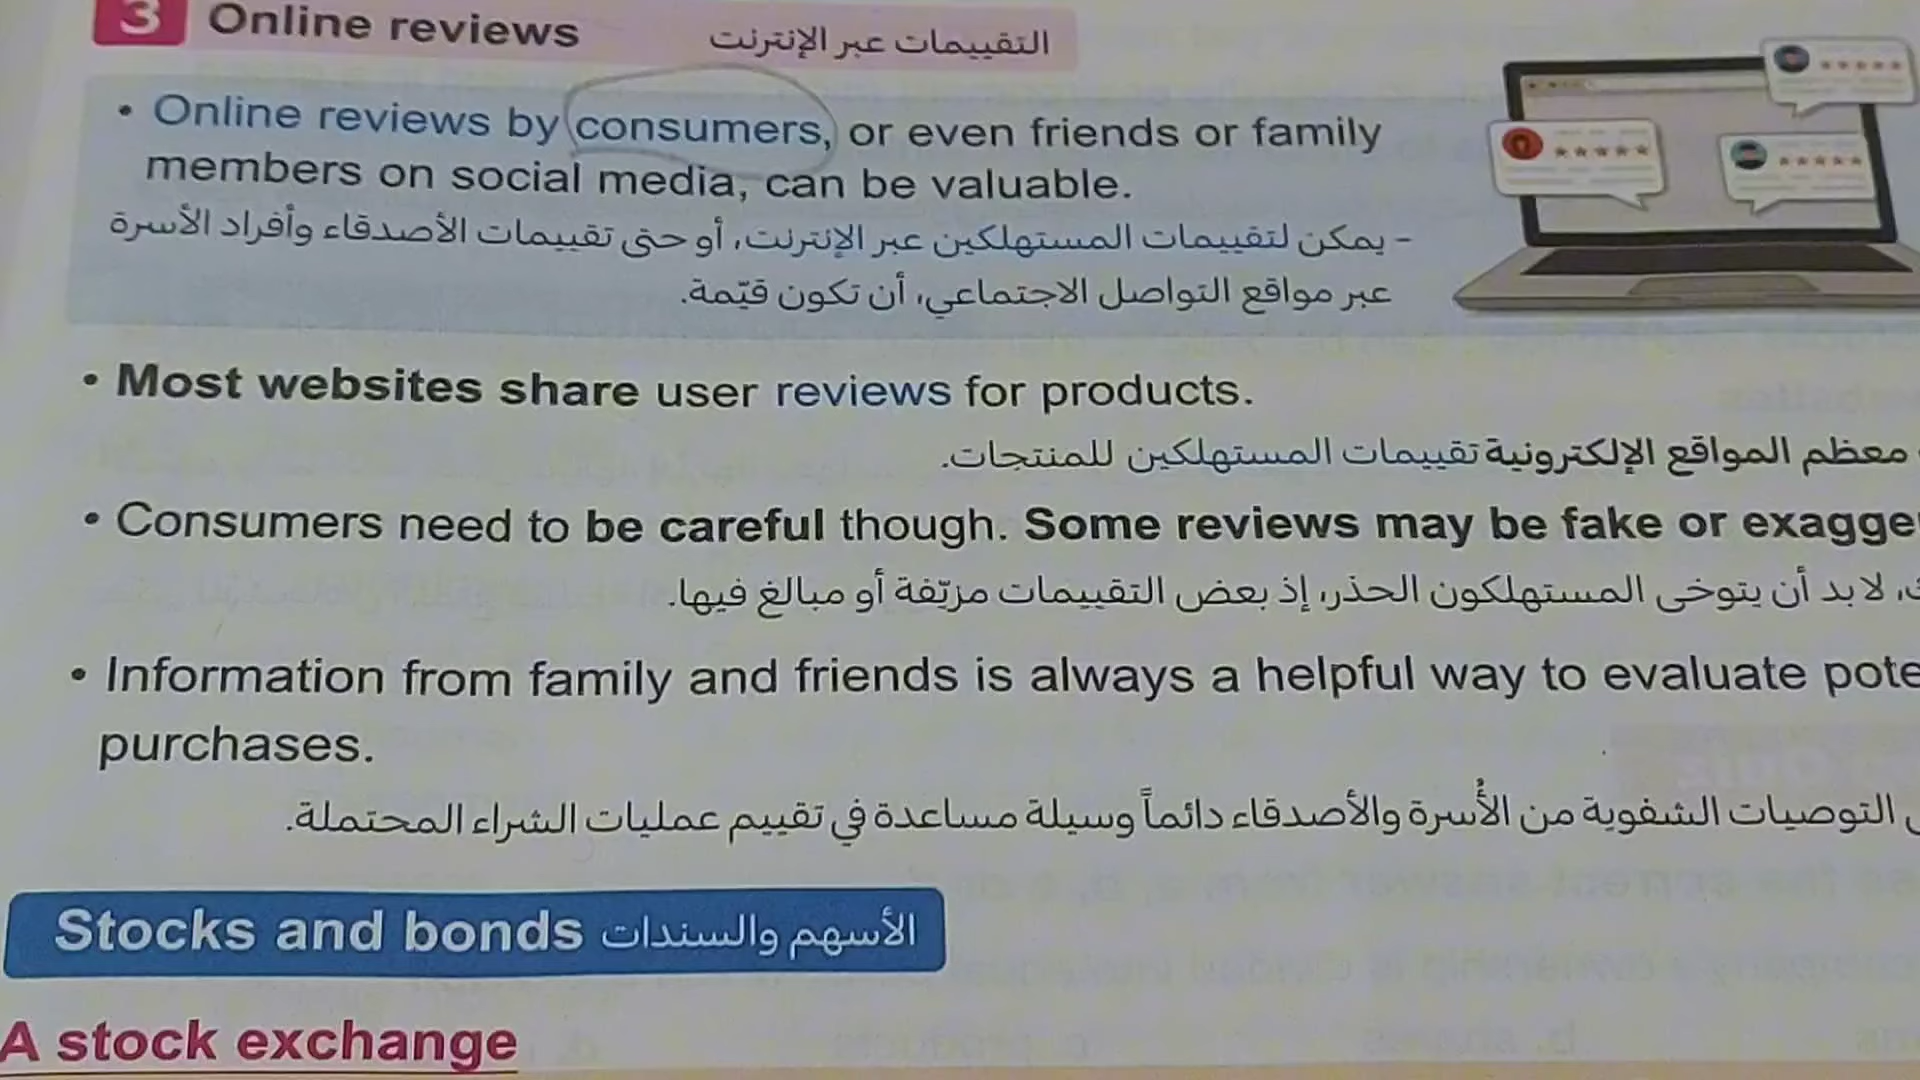 3 Online reviews التقييمات عبر الإنترنت
• Online reviews by consumers, or even friends or family
members on social media, can be valuable.
- يمكن لتقييمات المستهلكين عبر الإنترنت، أو حتى تقييمات الأصدقاء وأفراد الأسرة
عبر مواقع التواصل الاجتماعي، أن تكون قيّمة.
• Most websites share user reviews for products.
معظم المواقع الإلكترونية تقييمات المستهلكين للمنتجات.
• Consumers need to be careful though. Some reviews may be fake or
لا بد أن يتوخى المستهلكون الحذر، إذ بعض التقييمات مزيّفة أو مبالغ فيها.
• Information from family and friends is always a helpful way to evaluate
purchases.
التوصيات الشفوية من الأُسرة والأصدقاء دائماً وسيلة مساعدة في تقييم عمليات الشراء المحتملة.
Stocks and bonds الأسهم والسندات
A stock exchange